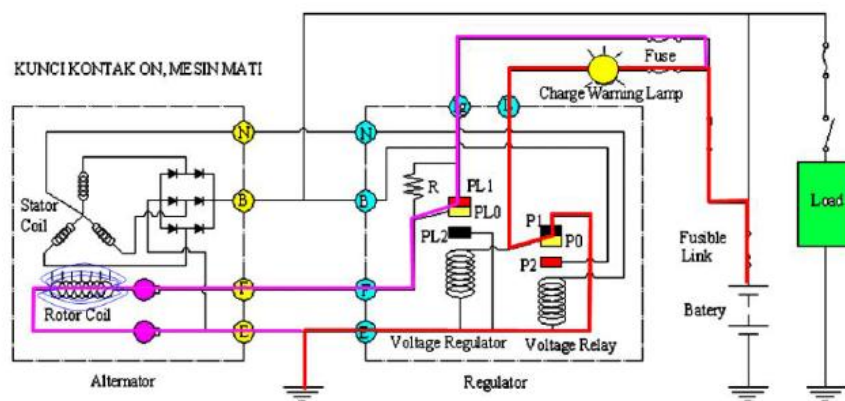 KUNCI KONTAK ON, MESIN MATI
Fuse
Charge Warning Lamp
Ig
L
N
N
Stator
Coil
B
B
R
PL1
PL0
PL2
P1
P0
P2
Load
Fusible
Link
F
F
Rotor Coil
E
E
Voltage Regulator
Voltage Relay
Batery
Alternator
Regulator